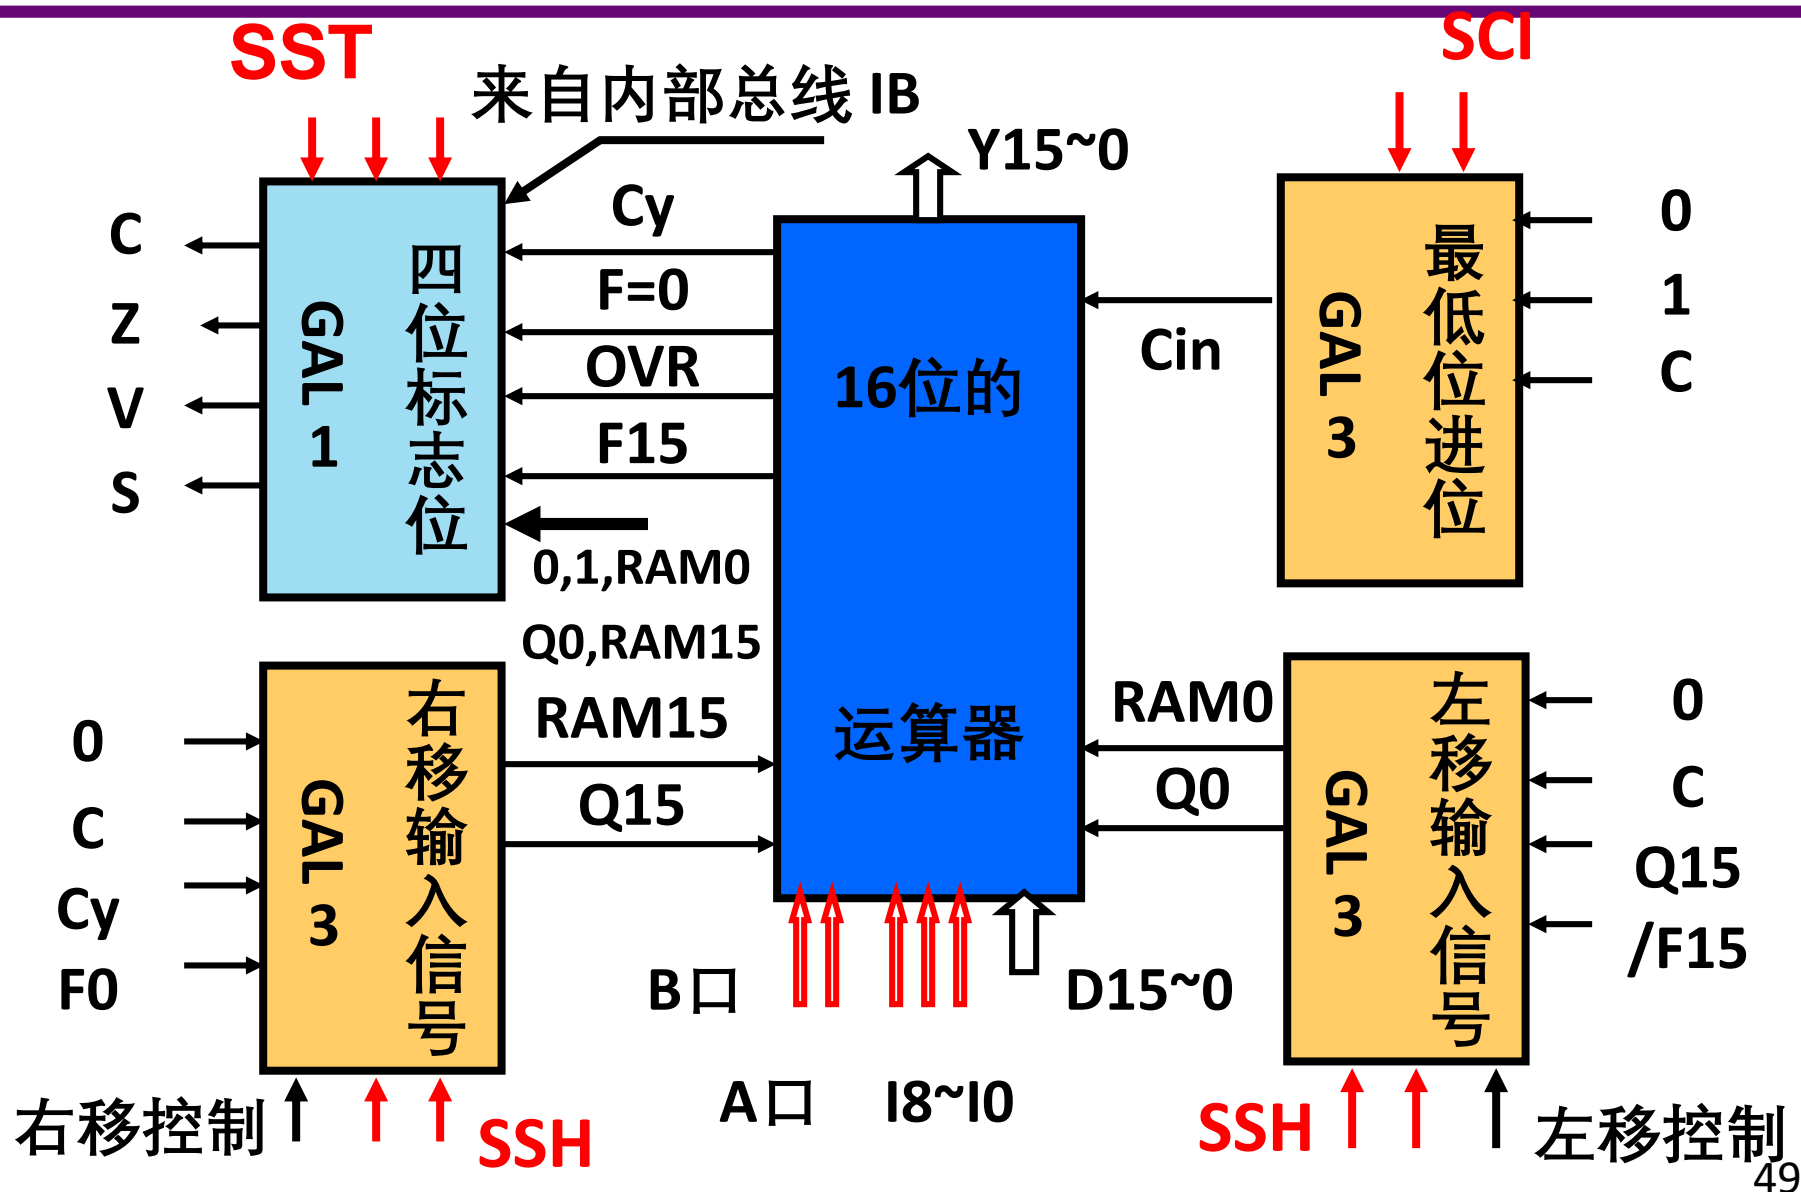 SST
SCI
来自内部总线 IB
Y15~0
C
Z
V
S
GAL 1
四位标志位
Cy
F=0
OVR
F15
0,1,RAM0
Q0,RAM15
16位的
运算器
Cin
GAL 3
最低位进位
0
1
C
0
C
Cy
F0
GAL 3
右移输入信号
RAM15
Q15
RAM0
Q0
GAL 3
左移输入信号
0
C
Q15
/F15
B口
D15~0
A口
I8~I0
右移控制
SSH
SSH
左移控制
49